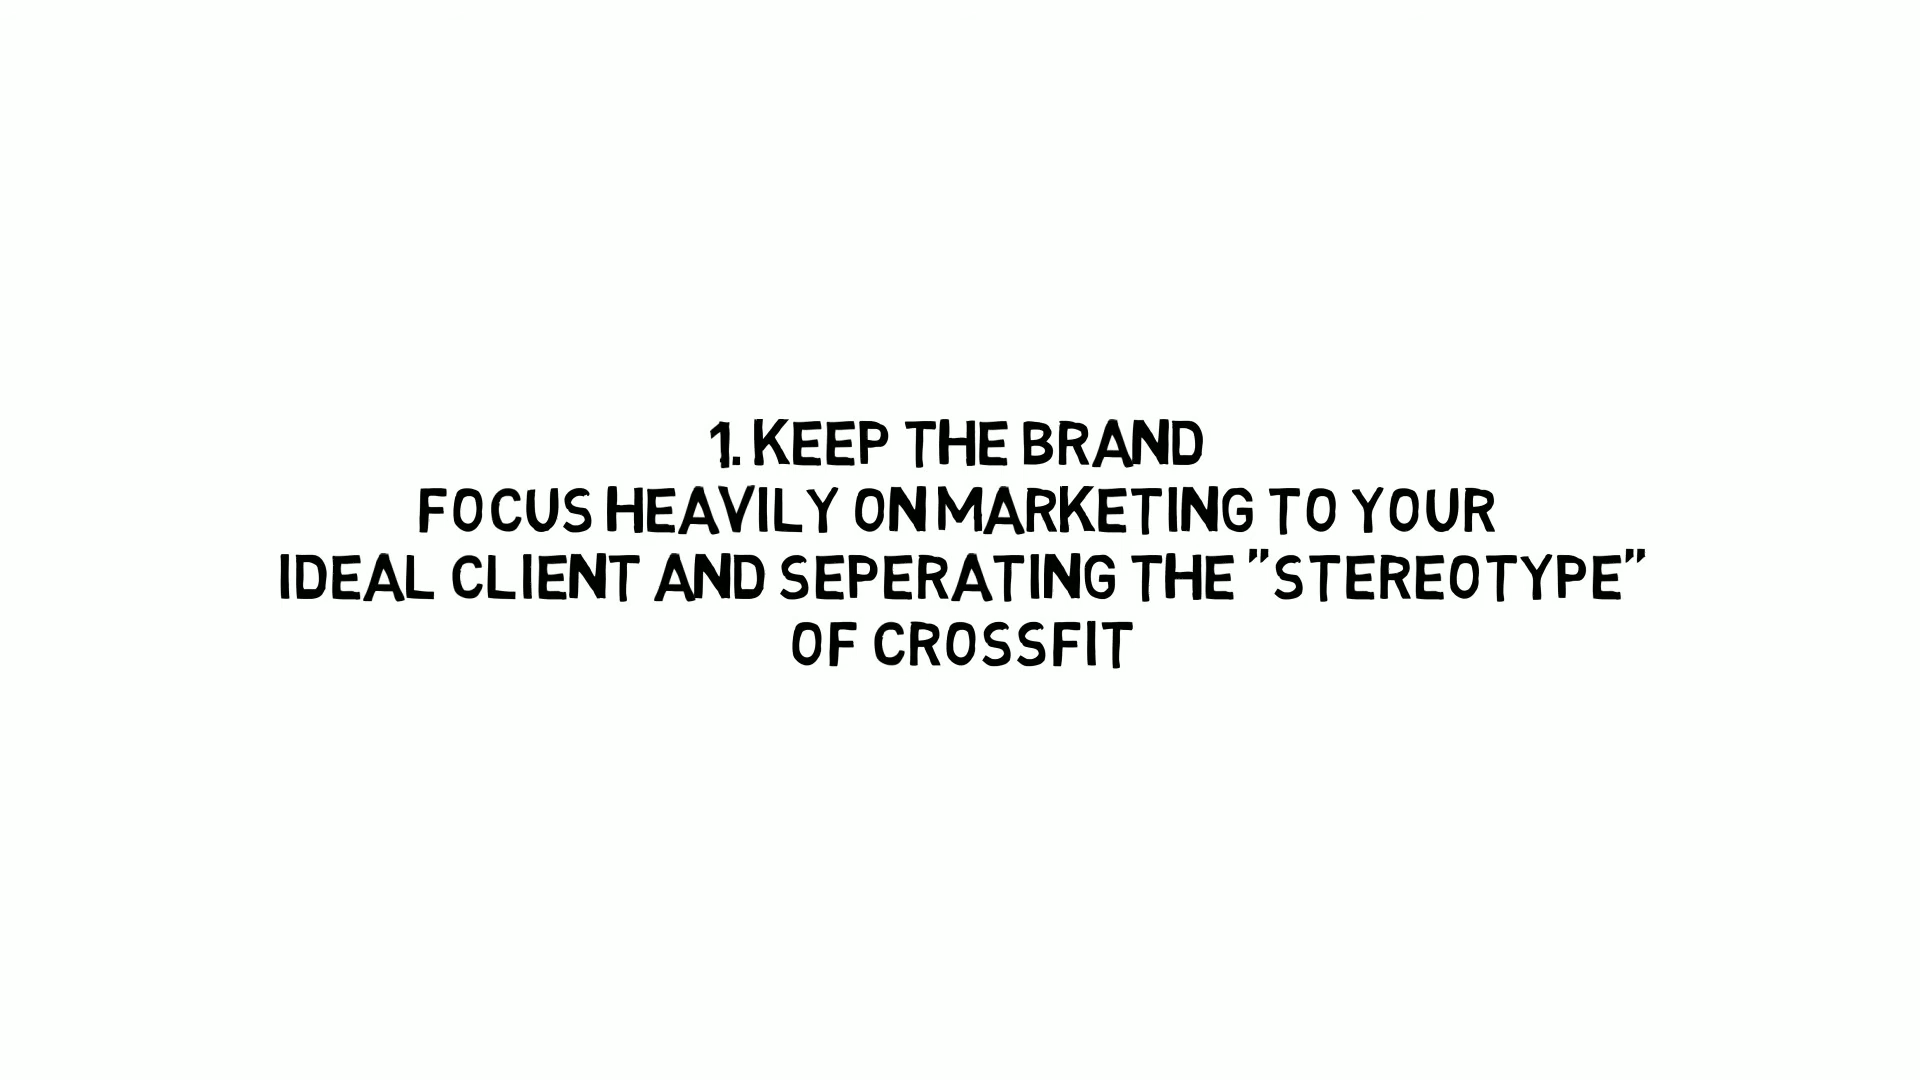 1. KEEP THE BRAND
FOCUS HEAVILY ON MARKETING TO YOUR
IDEAL CLIENT AND SEPERATING THE "STEREOTYPE"
OF CROSSFIT